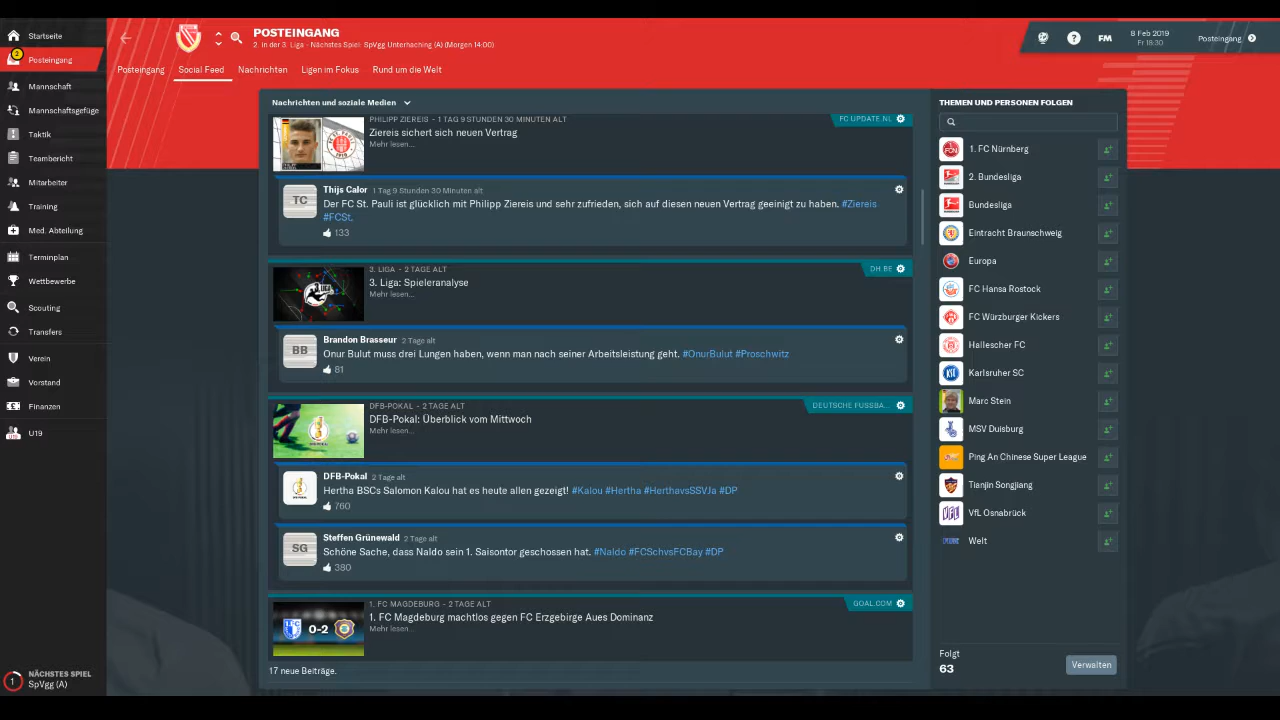 Startseite
2
Posteingang
Mannschaft
Mannschaftsgefüge
Taktik
Teambericht
Mitarbeiter
Training
Med. Abteilung
Terminplan
Wettbewerbe
Scouting
Transfers
Verein
Vorstand
Finanzen
U19
U19
1
NÄCHSTES SPIEL
SpVgg (A)
POSTEINGANG
2. in der 3. Liga - Nächstes Spiel: SpVgg Unterhaching (A) (Morgen 14:00)
? FM
8 Feb 2019
Fr 18:30
Posteingang
Posteingang Social Feed Nachrichten Ligen im Fokus Rund um die Welt
Nachrichten und soziale Medien
PHILIPP ZIEREIS - 1 TAG 9 STUNDEN 30 MINUTEN ALT
FC UPDATE.NL
Ziereis sichert sich neuen Vertrag
Mehr lesen...
TC
Thijs Calor 1 Tag 9 Stunden 30 Minuten alt
Der FC St. Pauli ist glücklich mit Philipp Ziereis und sehr zufrieden, sich auf diesen neuen Vertrag geeinigt zu haben. #Ziereis
#FCSt.
133
3. LIGA - 2 TAGE ALT
DH.BE
3. Liga: Spieleranalyse
Mehr lesen...
BB
Brandon Brasseur 2 Tage alt
Onur Bulut muss drei Lungen haben, wenn man nach seiner Arbeitsleistung geht. #OnurBulut #Proschwitz
81
DFB-POKAL - 2 TAGE ALT
DEUTSCHE FUSSBA...
DFB-Pokal: Überblick vom Mittwoch
Mehr lesen...
DFB-Pokal 2 Tage alt
Hertha BSCs Salomon Kalou hat es heute allen gezeigt! #Kalou #Hertha #HerthavsSSVJa #DP
760
SG
Steffen Grünewald 2 Tage alt
Schöne Sache, dass Naldo sein 1. Saisontor geschossen hat. #Naldo #FCSchvsFCBay #DP
380
1. FC MAGDEBURG - 2 TAGE ALT
GOAL.COM
1. FC Magdeburg machtlos gegen FC Erzgebirge Aues Dominanz
Mehr lesen...
0-2
17 neue Beiträge.
THEMEN UND PERSONEN FOLGEN
1. FC Nürnberg
2. Bundesliga
Bundesliga
Eintracht Braunschweig
Europa
FC Hansa Rostock
FC Würzburger Kickers
Hallescher FC
Karlsruher SC
Marc Stein
MSV Duisburg
Ping An Chinese Super League
Tianjin Songjiang
VfL Osnabrück
Welt
Folgt
63
Verwalten